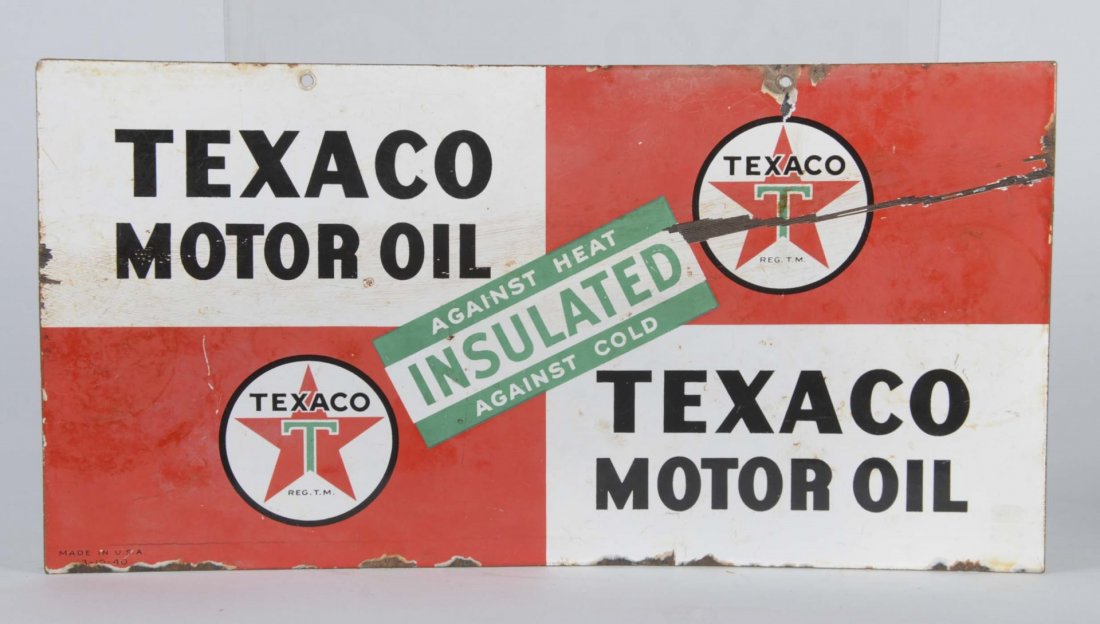 TEXACO
MOTOR OIL
TEXACO
T
REG. T.M.
AGAINST HEAT
INSULATED
AGAINST COLD
TEXACO
T
REG. T.M.
TEXACO
MOTOR OIL
MADE IN U.S.A.